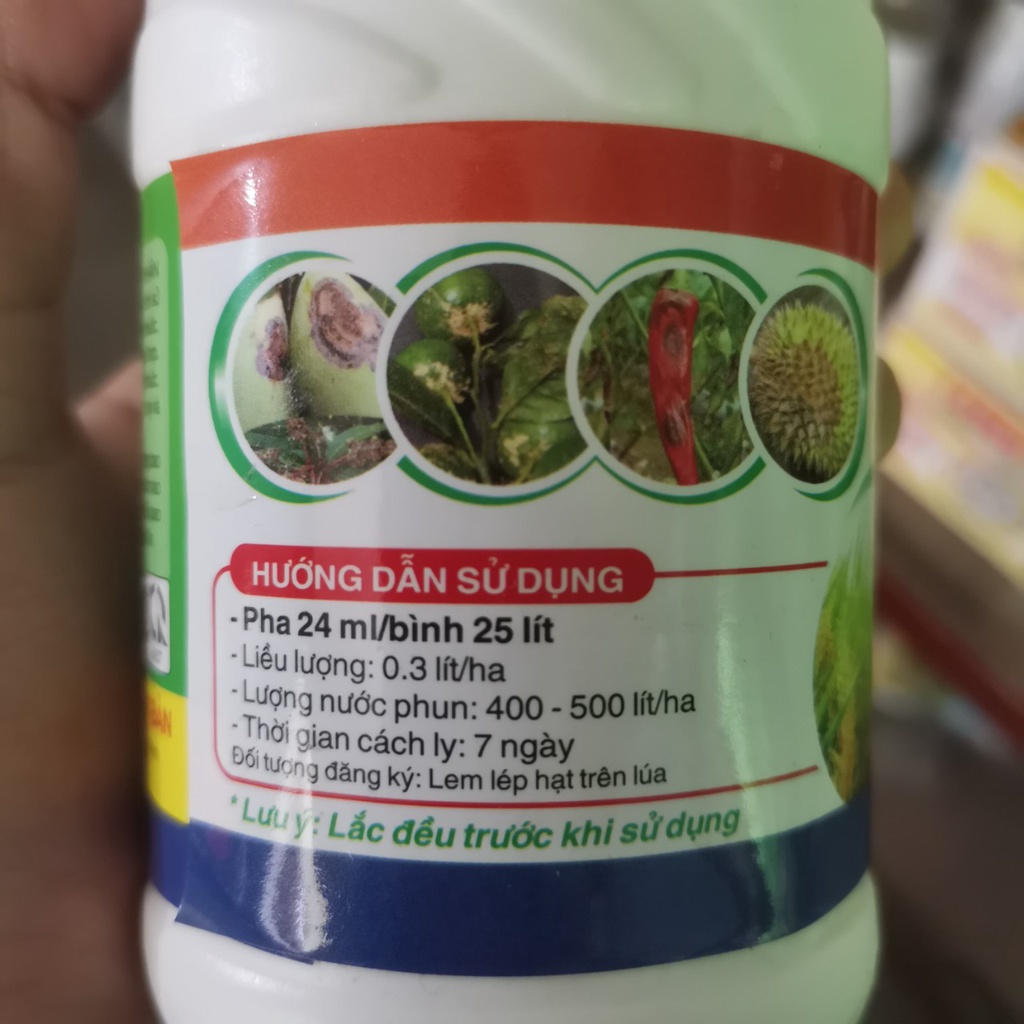 HƯỚNG DẪN SỬ DỤNG
- Pha 24 ml/bình 25 lít
- Liều lượng: 0.3 lít/ha
- Lượng nước phun: 400 - 500 lít/ha
- Thời gian cách ly: 7 ngày
Đối tượng đăng ký: Lem lép hạt trên lúa
* Lưu ý: Lắc đều trước khi sử dụng